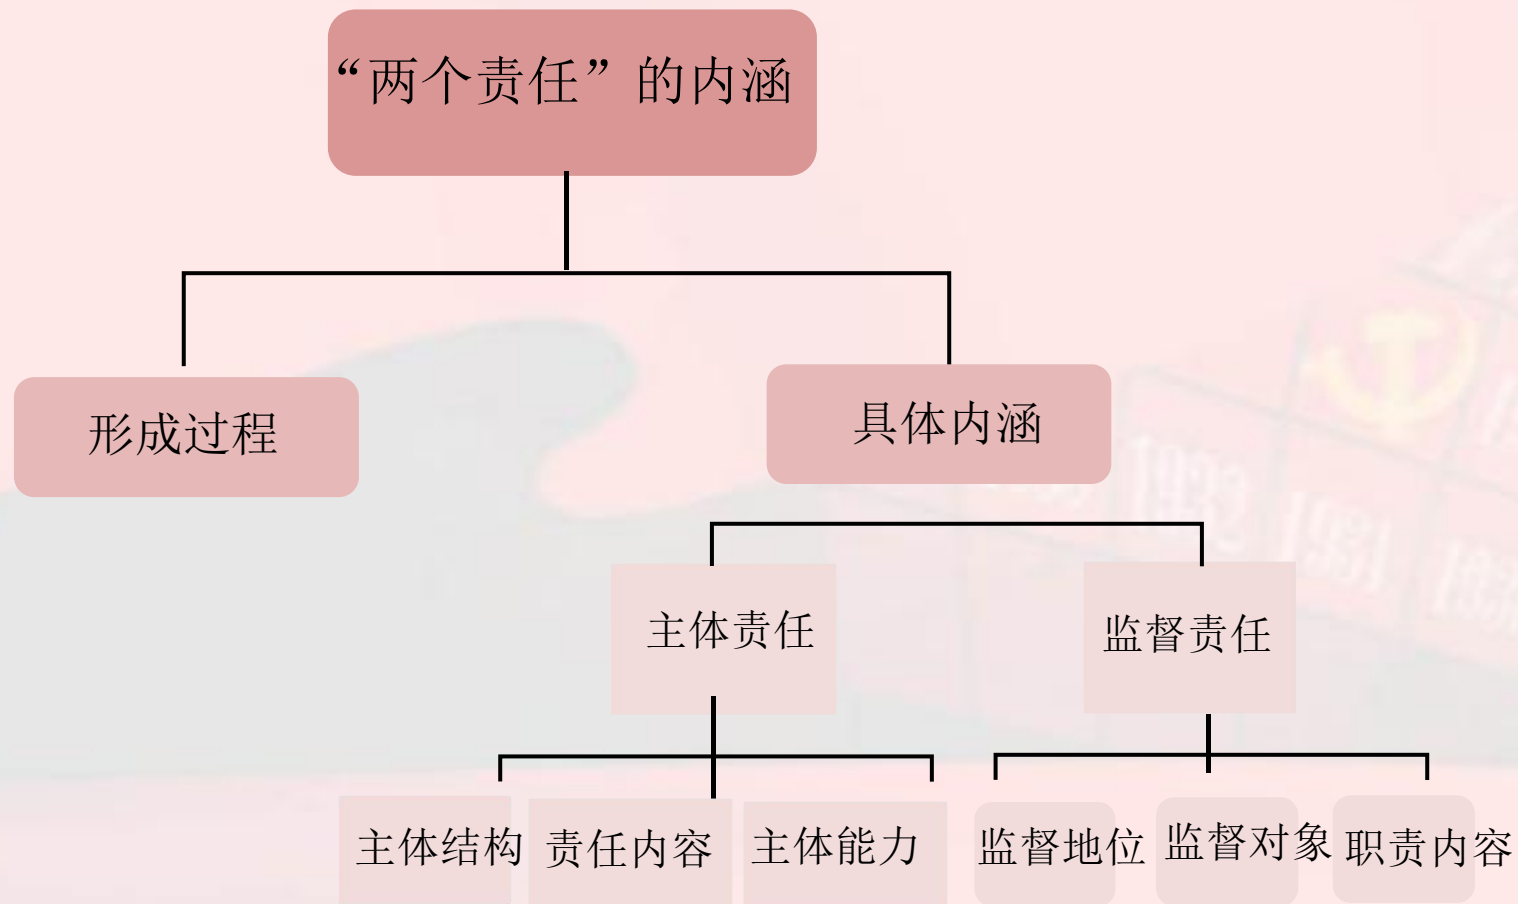 “两个责任”的内涵
形成过程
具体内涵
主体责任
监督责任
主体结构
责任内容
主体能力
监督地位
监督对象
职责内容